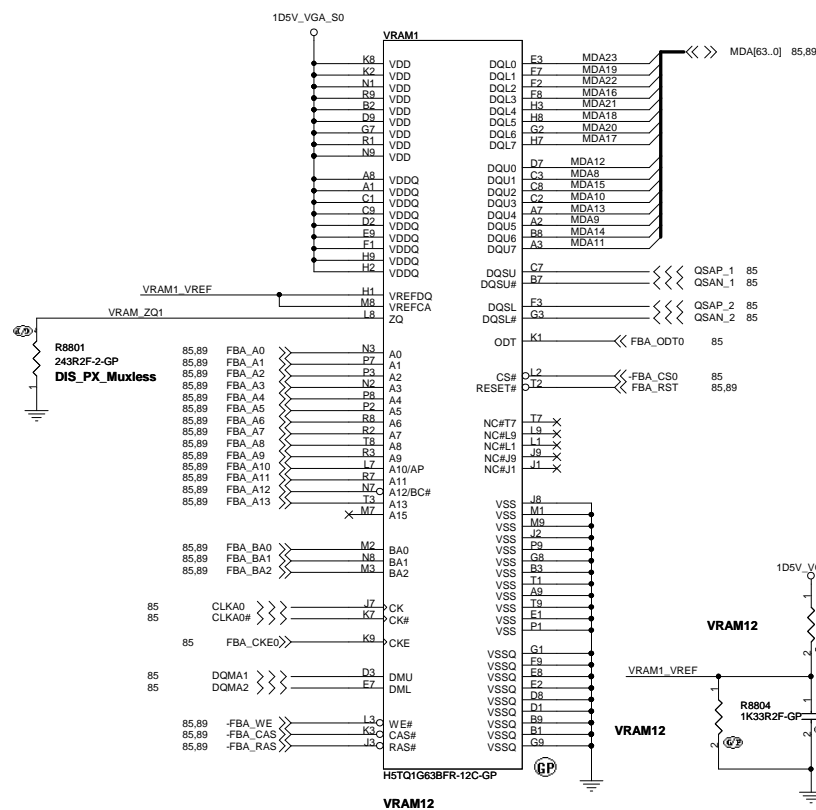 1D5V_VGA_S0
VRAM1
K8 VDD
K2 VDD
N1 VDD
R9 VDD
B2 VDD
D9 VDD
G7 VDD
R1 VDD
N9 VDD
A8 VDDQ
A1 VDDQ
C1 VDDQ
C9 VDDQ
D2 VDDQ
E9 VDDQ
F1 VDDQ
H9 VDDQ
H2 VDDQ
VRAM1_VREF H1 VREFDQ
M8 VREFCA
VRAM_ZQ1 L8 ZQ
R8801
243R2F-2-GP
DIS_PX_Muxless
1
85,89 FBA_A0 N3 A0
85,89 FBA_A1 P7 A1
85,89 FBA_A2 P3 A2
85,89 FBA_A3 N2 A3
85,89 FBA_A4 P8 A4
85,89 FBA_A5 P2 A5
85,89 FBA_A6 R8 A6
85,89 FBA_A7 R2 A7
85,89 FBA_A8 T8 A8
85,89 FBA_A9 R3 A9
85,89 FBA_A10 L7 A10/AP
85,89 FBA_A11 R7 A11
85,89 FBA_A12 N7 A12/BC#
85,89 FBA_A13 T3 A13
M7 A15
85,89 FBA_BA0 M2 BA0
85,89 FBA_BA1 N8 BA1
85,89 FBA_BA2 M3 BA2
85 CLKA0 J7 CK
85 CLKA0# K7 CK#
85 FBA_CKE0 K9 CKE
85 DQMA1 D3 DMU
85 DQMA2 E7 DML
85,89 -FBA_WE L3 WE#
85,89 -FBA_CAS K3 CAS#
85,89 -FBA_RAS J3 RAS#
DQL0 E3 MDA23
DQL1 F7 MDA19
DQL2 F2 MDA22
DQL3 F8 MDA16
DQL4 H3 MDA21
DQL5 H8 MDA18
DQL6 G2 MDA20
DQL7 H7 MDA17
MDA[63..0] 85,89
DQU0 D7 MDA12
DQU1 C3 MDA8
DQU2 C8 MDA15
DQU3 C2 MDA10
DQU4 A7 MDA13
DQU5 A2 MDA9
DQU6 B8 MDA14
DQU7 A3 MDA11
DQSU C7 QSAP_1 85
DQSU# B7 QSAN_1 85
DQSL F3 QSAP_2 85
DQSL# G3 QSAN_2 85
ODT K1 FBA_ODT0 85
CS# L2 -FBA_CS0 85
RESET# T2 FBA_RST 85,89
NC#T7 T7
NC#L9 L9
NC#L1 L1
NC#J9 J9
NC#J1 J1
VSS J8
VSS M1
VSS M9
VSS J2
VSS P9
VSS G8
VSS B3
VSS T1
VSS A9
VSS T9
VSS E1
VSS P1
VSSQ G1
VSSQ F9
VSSQ E8
VSSQ E2
VSSQ D8
VSSQ D1
VSSQ B9
VSSQ B1
VSSQ G9
H5TQ1G63BFR-12C-GP
GP
VRAM12
1
VRAM12
2
VRAM1_VREF
1
R8804
1K33R2F-GP
VRAM12
2
1
2